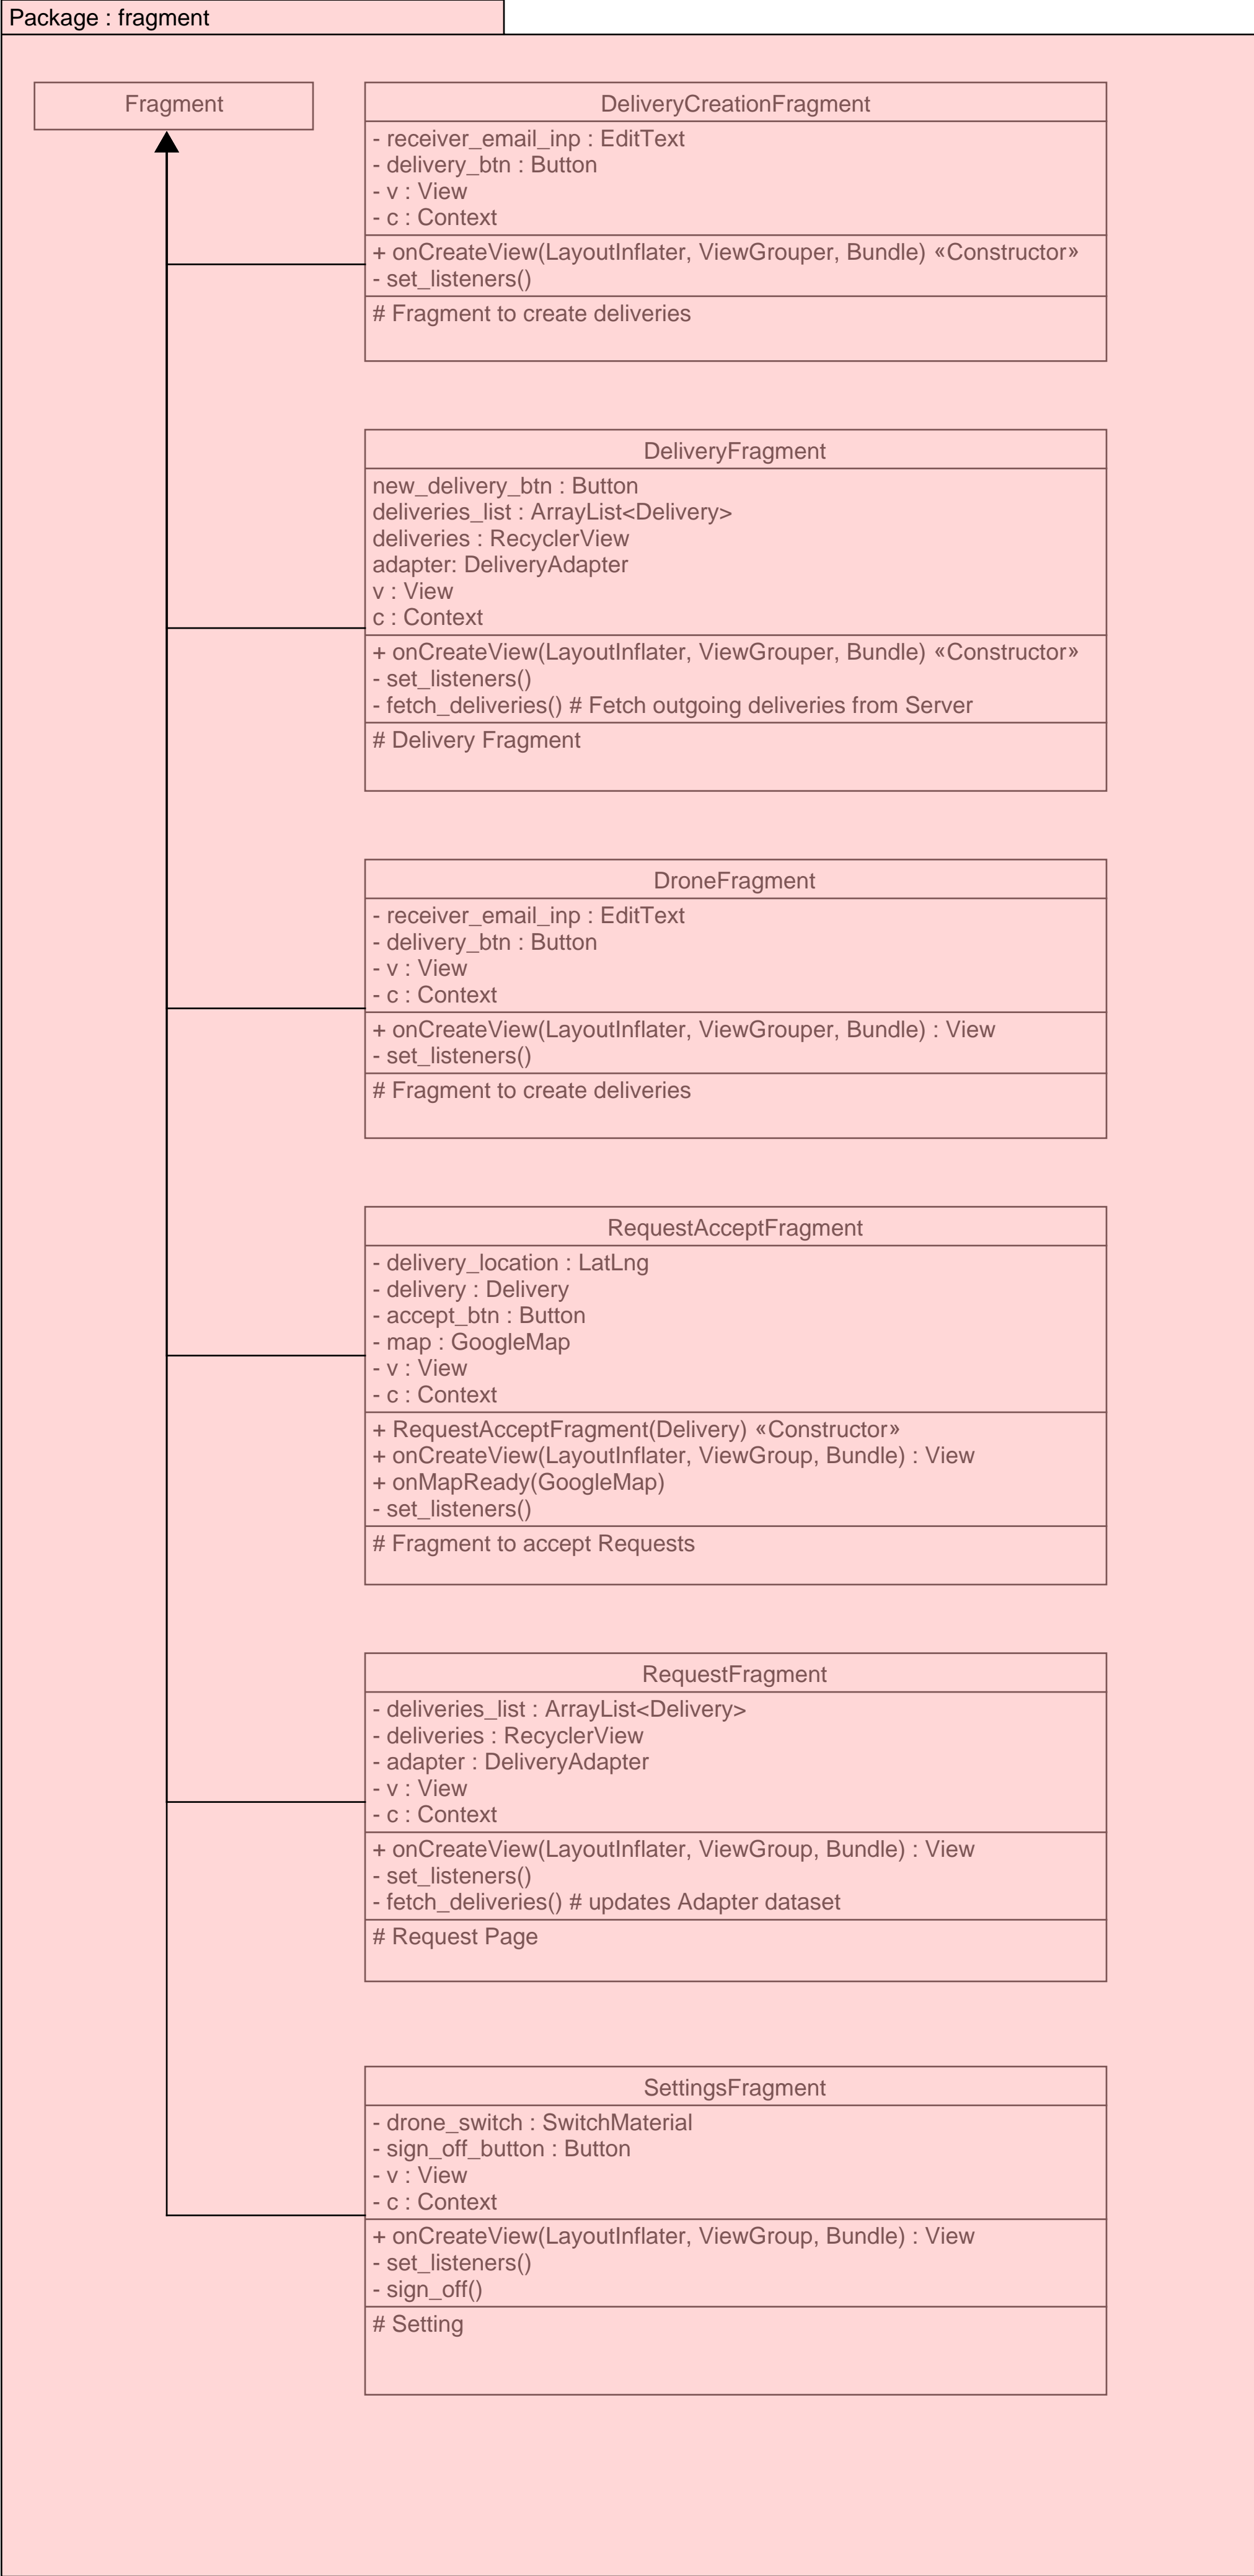 Package : fragment
Fragment
DeliveryCreationFragment
- receiver_email_inp : EditText
- delivery_btn : Button
- v : View
- c : Context
+ onCreateView(LayoutInflater, ViewGrouper, Bundle) «Constructor»
- set_listeners()
# Fragment to create deliveries
DeliveryFragment
new_delivery_btn : Button
deliveries_list : ArrayList<Delivery>
deliveries : RecyclerView
adapter: DeliveryAdapter
v : View
c : Context
+ onCreateView(LayoutInflater, ViewGrouper, Bundle) «Constructor»
- set_listeners()
- fetch_deliveries() # Fetch outgoing deliveries from Server
# Delivery Fragment
DroneFragment
- receiver_email_inp : EditText
- delivery_btn : Button
- v : View
- c : Context
+ onCreateView(LayoutInflater, ViewGrouper, Bundle) : View
- set_listeners()
# Fragment to create deliveries
RequestAcceptFragment
- delivery_location : LatLng
- delivery : Delivery
- accept_btn : Button
- map : GoogleMap
- v : View
- c : Context
+ RequestAcceptFragment(Delivery) «Constructor»
+ onCreateView(LayoutInflater, ViewGroup, Bundle) : View
+ onMapReady(GoogleMap)
- set_listeners()
# Fragment to accept Requests
RequestFragment
- deliveries_list : ArrayList<Delivery>
- deliveries : RecyclerView
- adapter : DeliveryAdapter
- v : View
- c : Context
+ onCreateView(LayoutInflater, ViewGroup, Bundle) : View
- set_listeners()
- fetch_deliveries() # updates Adapter dataset
# Request Page
SettingsFragment
- drone_switch : SwitchMaterial
- sign_off_button : Button
- v : View
- c : Context
+ onCreateView(LayoutInflater, ViewGroup, Bundle) : View
- set_listeners()
- sign_off()
# Setting